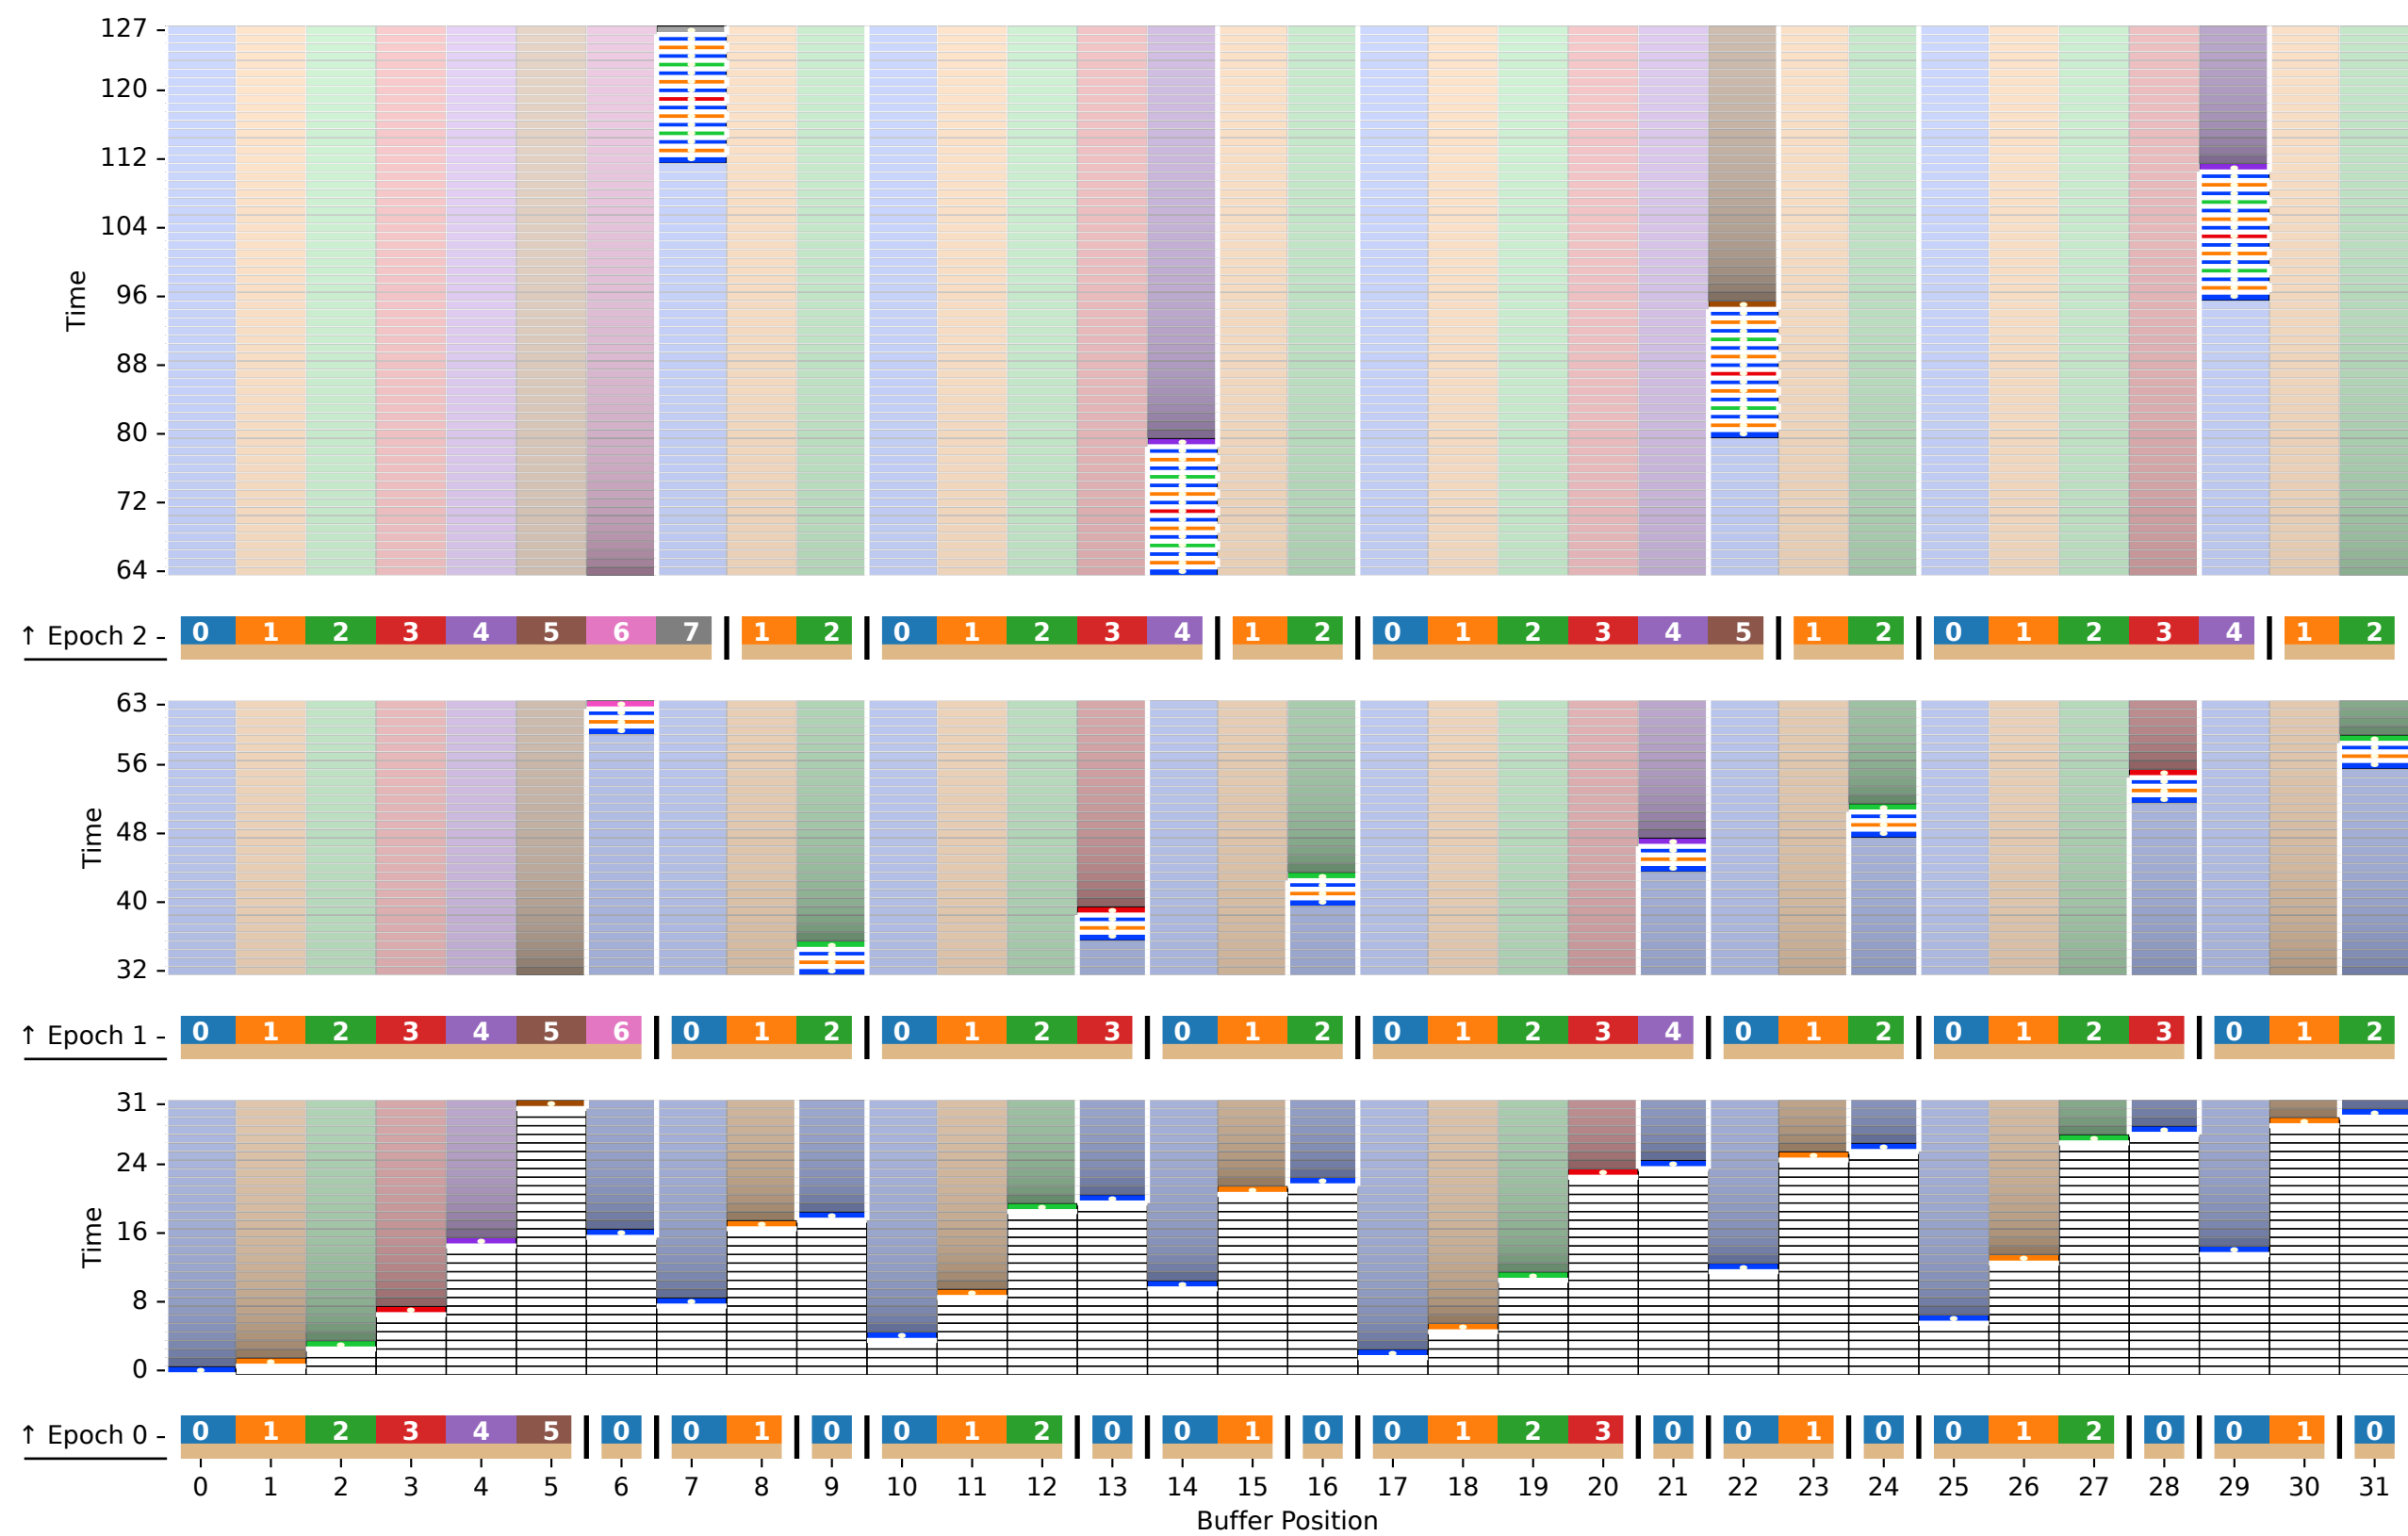 127
120
112
104
96
88
80
72
64
Time
↑ Epoch 2
0 1 2 3 4 5 6 7 1 2 0 1 2 3 4 1 2 0 1 2 3 4 5 1 2 0 1 2 3 4 1 2
63
56
48
40
32
Time
↑ Epoch 1
0 1 2 3 4 5 6 0 1 2 0 1 2 3 0 1 2 0 1 2 3 4 0 1 2 0 1 2 3 0 1 2
31
24
16
8
0
Time
↑ Epoch 0
0 1 2 3 4 5 0 0 1 0 0 1 2 0 0 1 0 0 1 2 3 0 0 1 0 0 1 2 0 0 1 0
0 1 2 3 4 5 6 7 8 9 10 11 12 13 14 15 16 17 18 19 20 21 22 23 24 25 26 27 28 29 30 31
Buffer Position